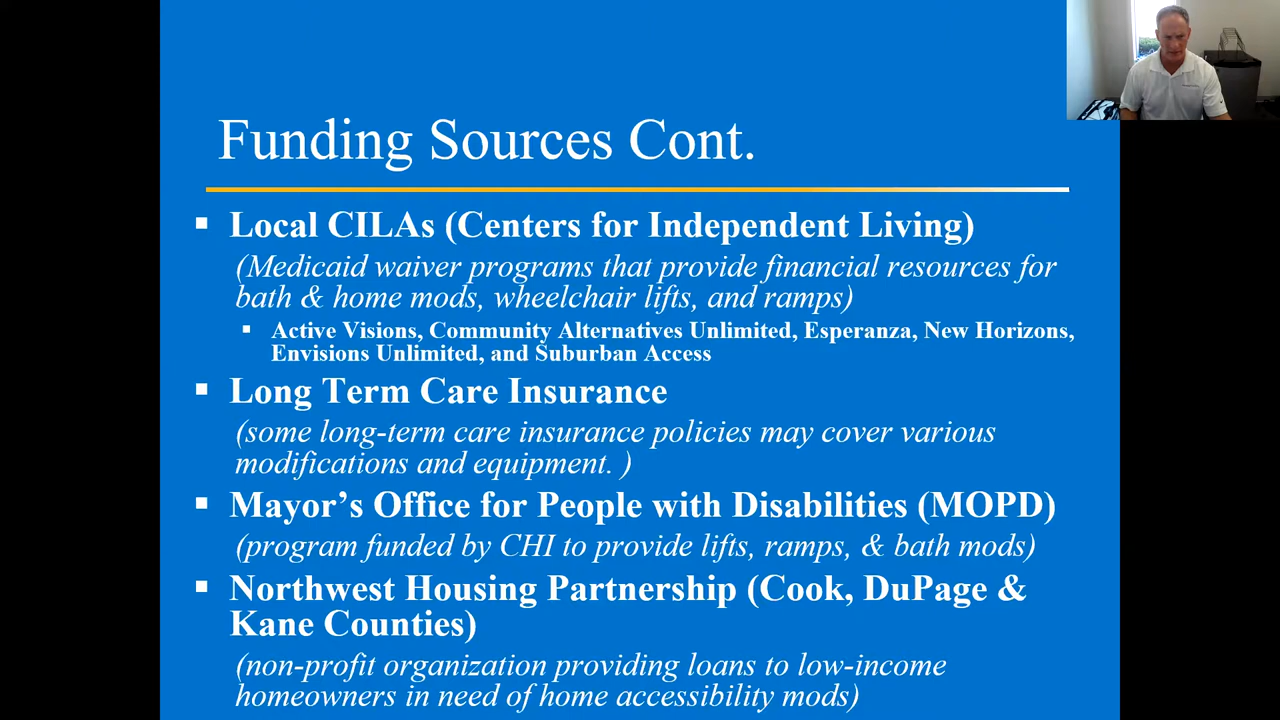 Funding Sources Cont.
Local CILAs (Centers for Independent Living)
(Medicaid waiver programs that provide financial resources for
bath & home mods, wheelchair lifts, and ramps)
Active Visions, Community Alternatives Unlimited, Esperanza, New Horizons,
Envisions Unlimited, and Suburban Access
Long Term Care Insurance
(some long-term care insurance policies may cover various
modifications and equipment. )
Mayor’s Office for People with Disabilities (MOPD)
(program funded by CHI to provide lifts, ramps, & bath mods)
Northwest Housing Partnership (Cook, DuPage &
Kane Counties)
(non-profit organization providing loans to low-income
homeowners in need of home accessibility mods)